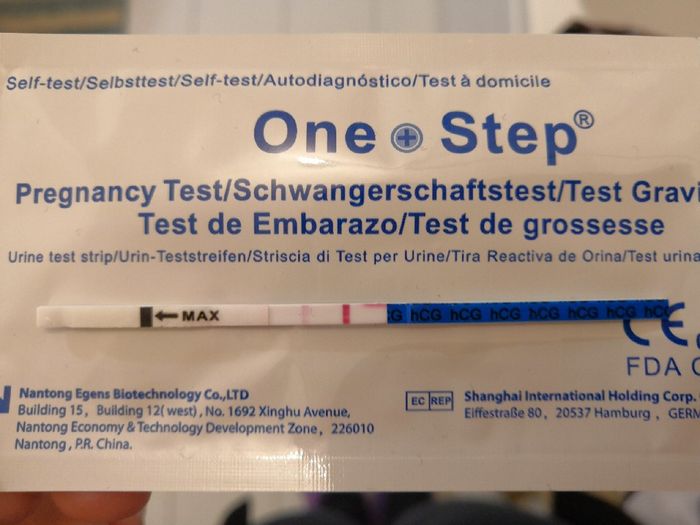 Self-test/Selbsttest/Self-test/Autodiagnóstico/Test à domicile
One Step®
Pregnancy Test/Schwangerschaftstest/Test Gravi
Test de Embarazo/Test de grossesse
Urine test strip/Urin-Teststreifen/Striscia di Test per Urine/Tira Reactiva de Orina/Test urina
MAX
CG hCG hCG hCG hCG hCG hCG hC
CE
FDA
Nantong Egens Biotechnology Co.,LTD
Building 15, Building 12( west) , No. 1692 Xinghu Avenue,
Nantong Economy & Technology Development Zone , 226010
Nantong , P.R. China.
EC REP
Shanghai International Holding Corp.
Eiffestraße 80 , 20537 Hamburg , GERM